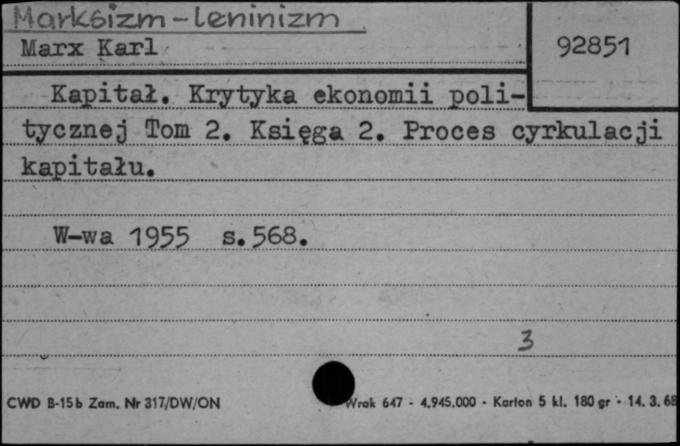 Marksizm-leninizm
Marx Karl
92851
Kapitał. Krytyka ekonomii poli-
tycznej Tom 2. Księga 2. Proces cyrkulacji
kapitału.
W-wa 1955 s.568.
3
CWD B-15b Zam. Nr 317/DW/ON
Wrak 647 - 4.945.000 - Karton 5 kl. 180 gr - 14. 3. 68